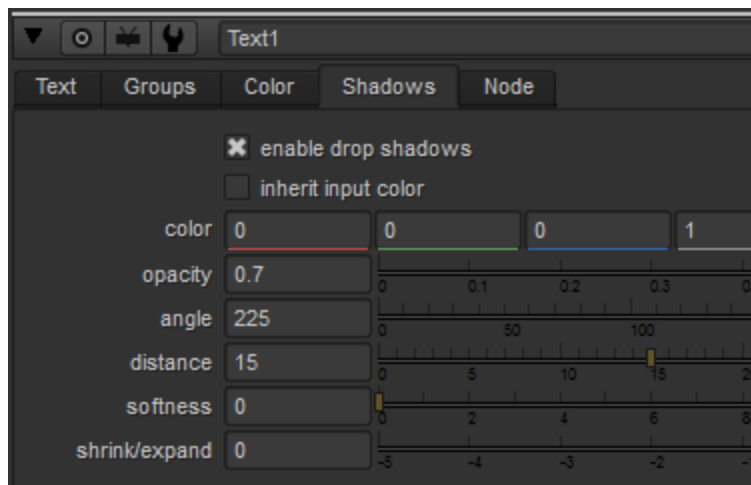 Text1
Text Groups Color Shadows Node
enable drop shadows
inherit input color
color 0 0 0 1
opacity 0.7 0 0.1 0.2 0.3
angle 225 0 50 100
distance 15 0 5 10 15
softness 0 0 2 4 6 8
shrink/expand 0 -5 -4 -3 -2